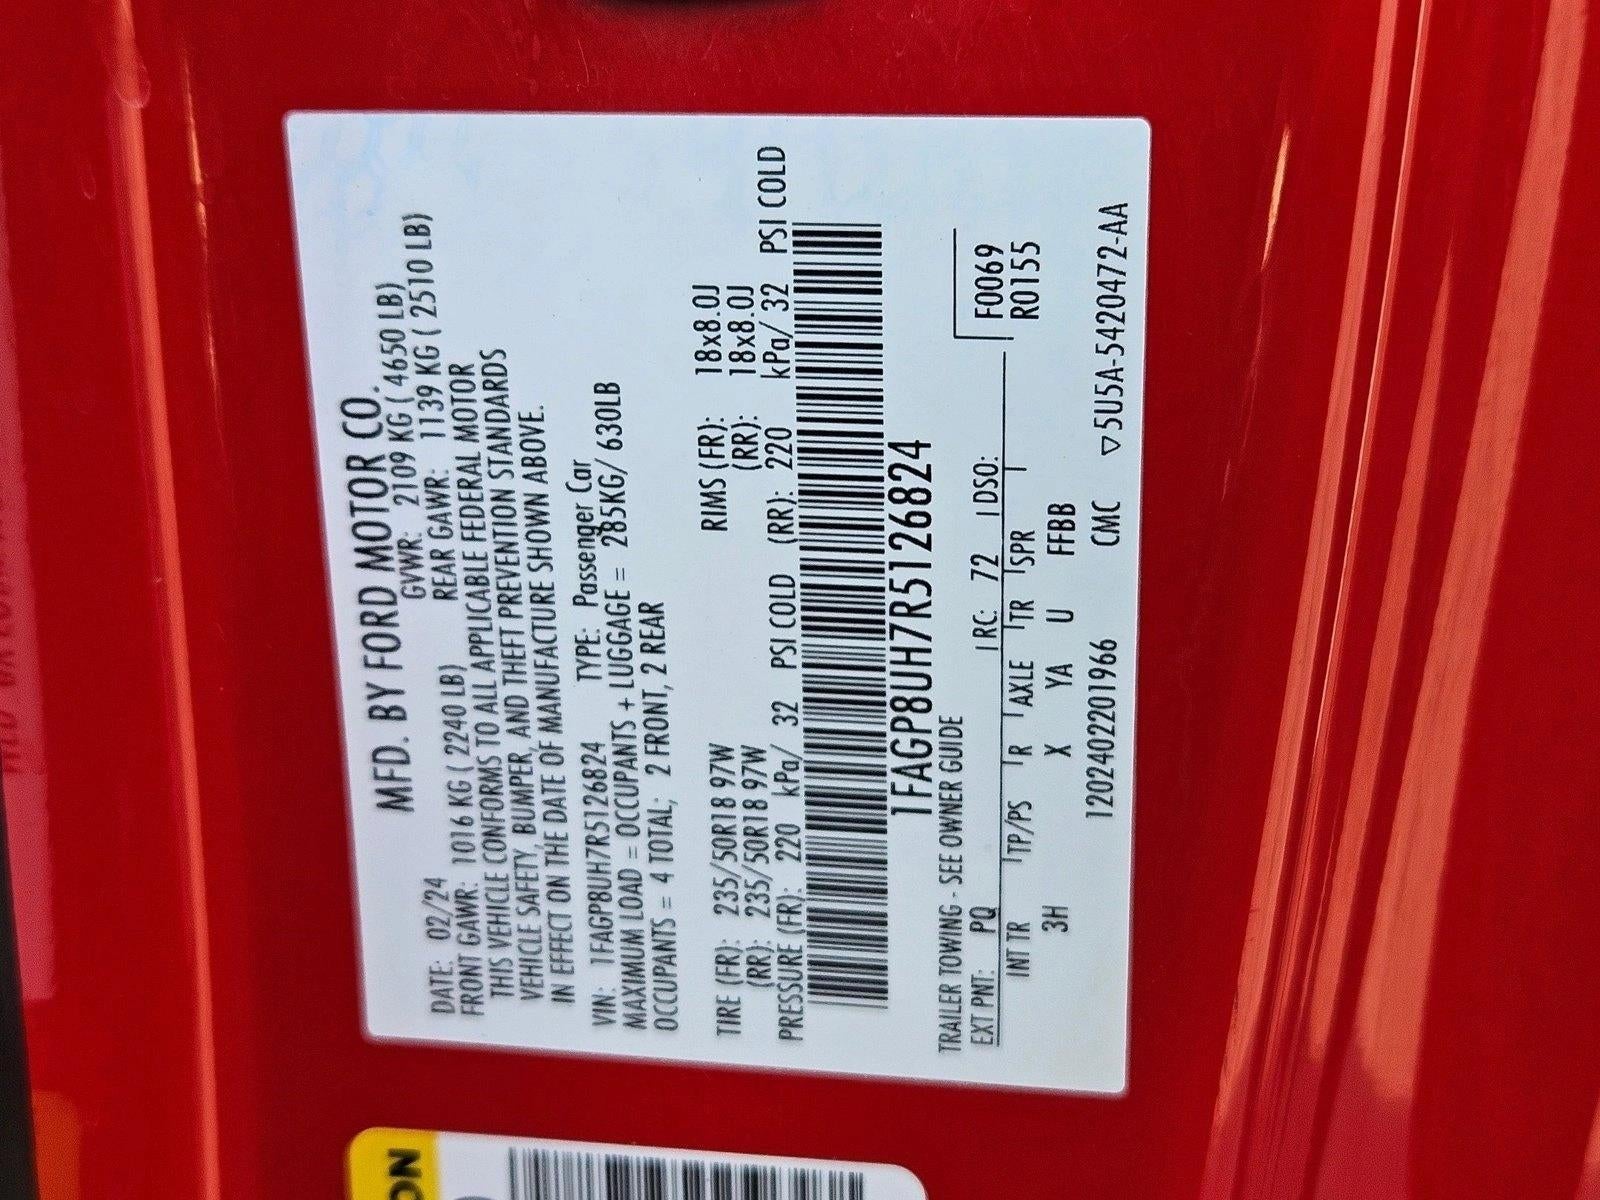 MFD. BY FORD MOTOR CO.
DATE: 02/24 GVWR: 2109 KG ( 4650 LB)
FRONT GAWR: 1016 KG ( 2240 LB) REAR GAWR: 1139 KG ( 2510 LB)
THIS VEHICLE CONFORMS TO ALL APPLICABLE FEDERAL MOTOR
VEHICLE SAFETY, BUMPER, AND THEFT PREVENTION STANDARDS
IN EFFECT ON THE DATE OF MANUFACTURE SHOWN ABOVE.
VIN: 1FAGP8UH7R5126824 TYPE: Passenger Car
MAXIMUM LOAD = OCCUPANTS + LUGGAGE = 285KG/ 630LB
OCCUPANTS = 4 TOTAL; 2 FRONT, 2 REAR
TIRE (FR): 235/50R18 97W RIMS (FR): 18x8.0J
(RR): 235/50R18 97W (RR): 18x8.0J
PRESSURE (FR): 220 kPa/ 32 PSI COLD (RR): 220 kPa/ 32 PSI COLD
1FAGP8UH7R5126824
TRAILER TOWING - SEE OWNER GUIDE
EXT PNT: PQ RC: 72 DSO: F0069
R0155
INT TR TP/PS R AXLE TR SPR
3H X YA U FFBB
1202402201966 CMC ▽5U5A-5420472-AA
ON